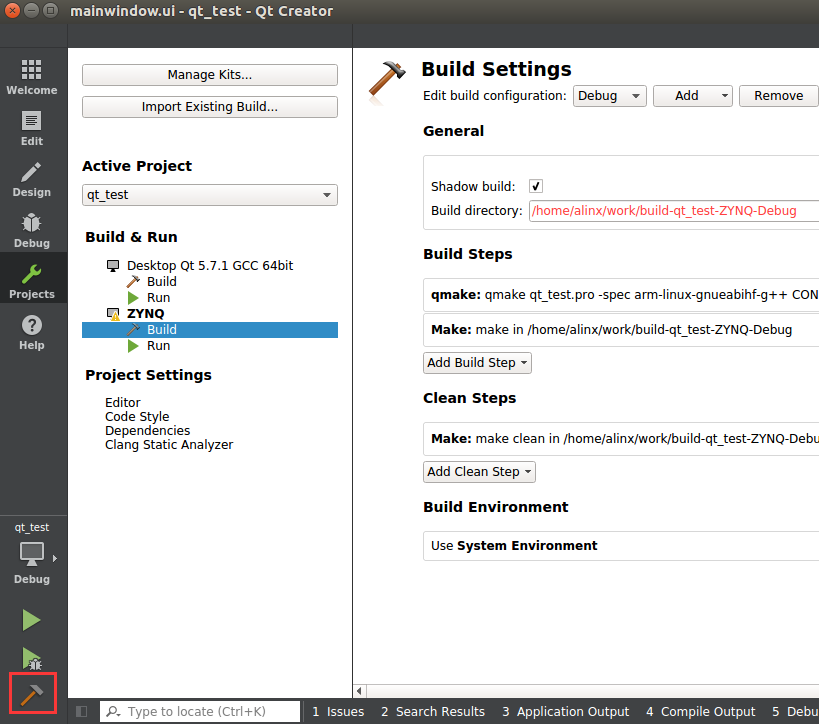 mainwindow.ui - qt_test - Qt Creator
Welcome
Edit
Design
Debug
Projects
Help
qt_test
Debug
Manage Kits...
Import Existing Build...
Active Project
qt_test
Build & Run
Desktop Qt 5.7.1 GCC 64bit
Build
Run
ZYNQ
Build
Run
Project Settings
Editor
Code Style
Dependencies
Clang Static Analyzer
Build Settings
Edit build configuration: Debug Add Remove
General
Shadow build:
Build directory: /home/alinx/work/build-qt_test-ZYNQ-Debug
Build Steps
qmake: qmake qt_test.pro -spec arm-linux-gnueabihf-g++ CON
Make: make in /home/alinx/work/build-qt_test-ZYNQ-Debug
Add Build Step
Clean Steps
Make: make clean in /home/alinx/work/build-qt_test-ZYNQ-Debu
Add Clean Step
Build Environment
Use System Environment
Type to locate (Ctrl+K) 1 Issues 2 Search Results 3 Application Output 4 Compile Output 5 Debu